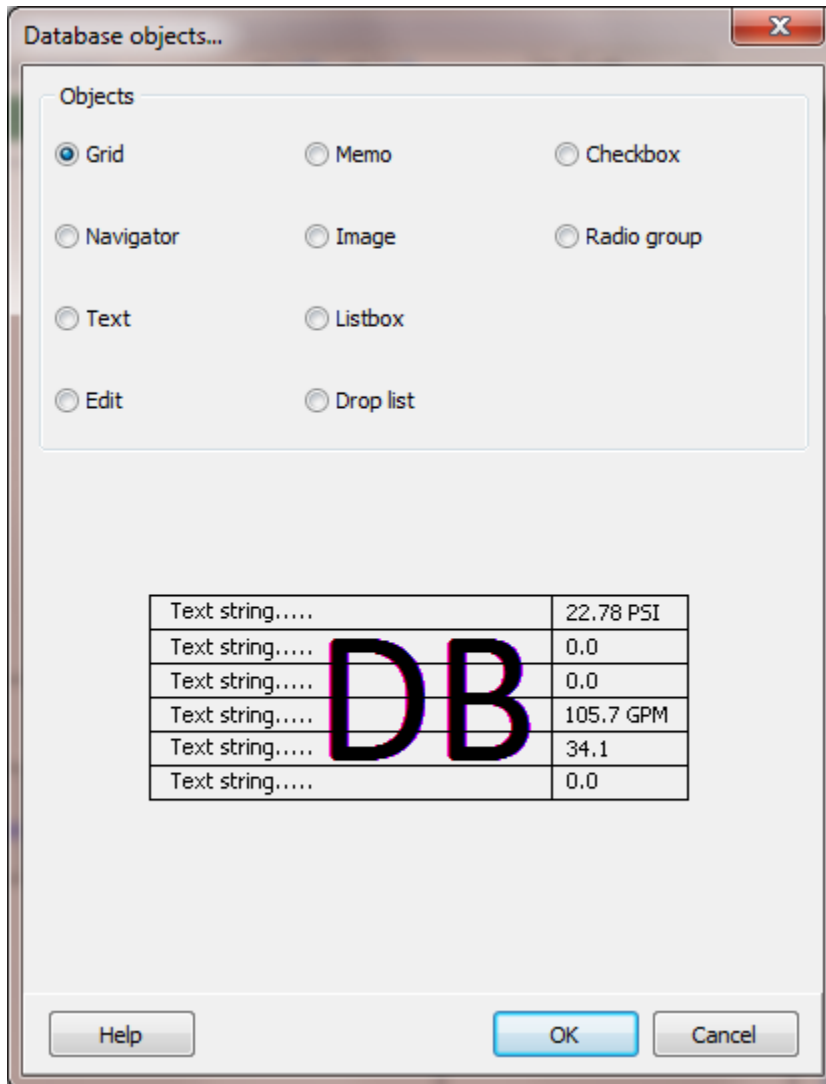 Database objects...
Objects
Grid Memo Checkbox
Navigator Image Radio group
Text Listbox
Edit Drop list
Text string..... 22.78 PSI
Text string..... 0.0
Text string..... 0.0
Text string..... 105.7 GPM
Text string..... 34.1
Text string..... 0.0
DB
Help OK Cancel